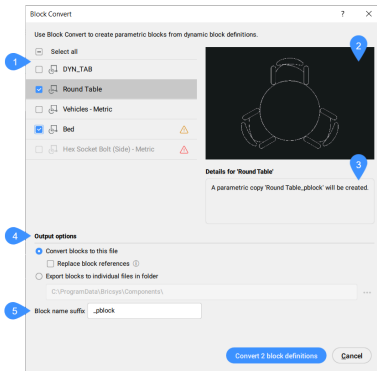 Block Convert
? ×
Use Block Convert to create parametric blocks from dynamic block definitions.
Select all
1
2
DYN_TAB
Round Table
Vehicles - Metric
Bed
Hex Socket Bolt (Side) - Metric
3
Details for 'Round Table'
A parametric copy 'Round Table_pblock' will be created.
4
Output options
Convert blocks to this file
Replace block references
Export blocks to individual files in folder
C:\ProgramData\Bricsys\Components\
...
5
Block name suffix
_pblock
Convert 2 block definitions
Cancel